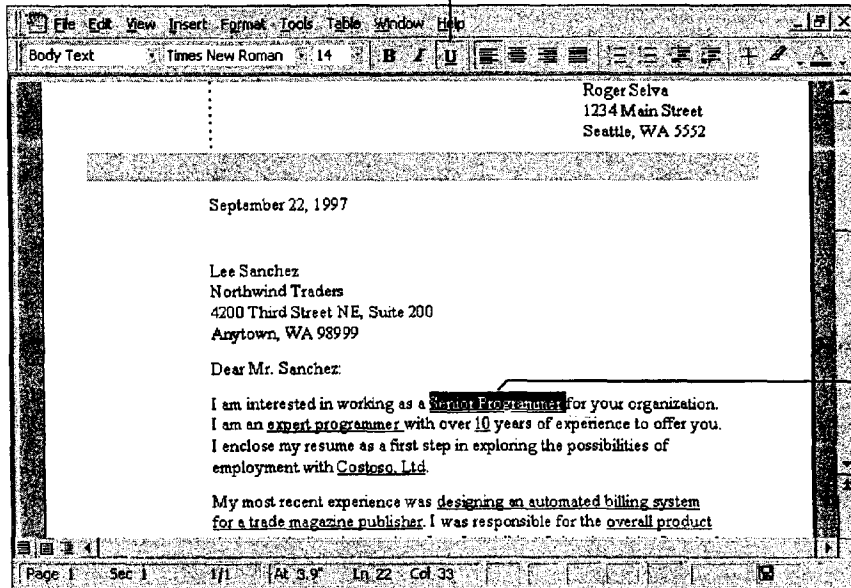 File Edit View Insert Format Tools Table Window Help
Body Text Times New Roman 14 B I U
Roger Selva
1234 Main Street
Seattle, WA 5552
September 22, 1997
Lee Sanchez
Northwind Traders
4200 Third Street NE, Suite 200
Anytown, WA 98999
Dear Mr. Sanchez:
I am interested in working as a Senior Programmer for your organization.
I am an expert programmer with over 10 years of experience to offer you.
I enclose my resume as a first step in exploring the possibilities of
employment with Costoso, Ltd.
My most recent experience was designing an automated billing system
for a trade magazine publisher. I was responsible for the overall product
Page 1 Sec 1 1/1 At 3.9" Ln 22 Col 33